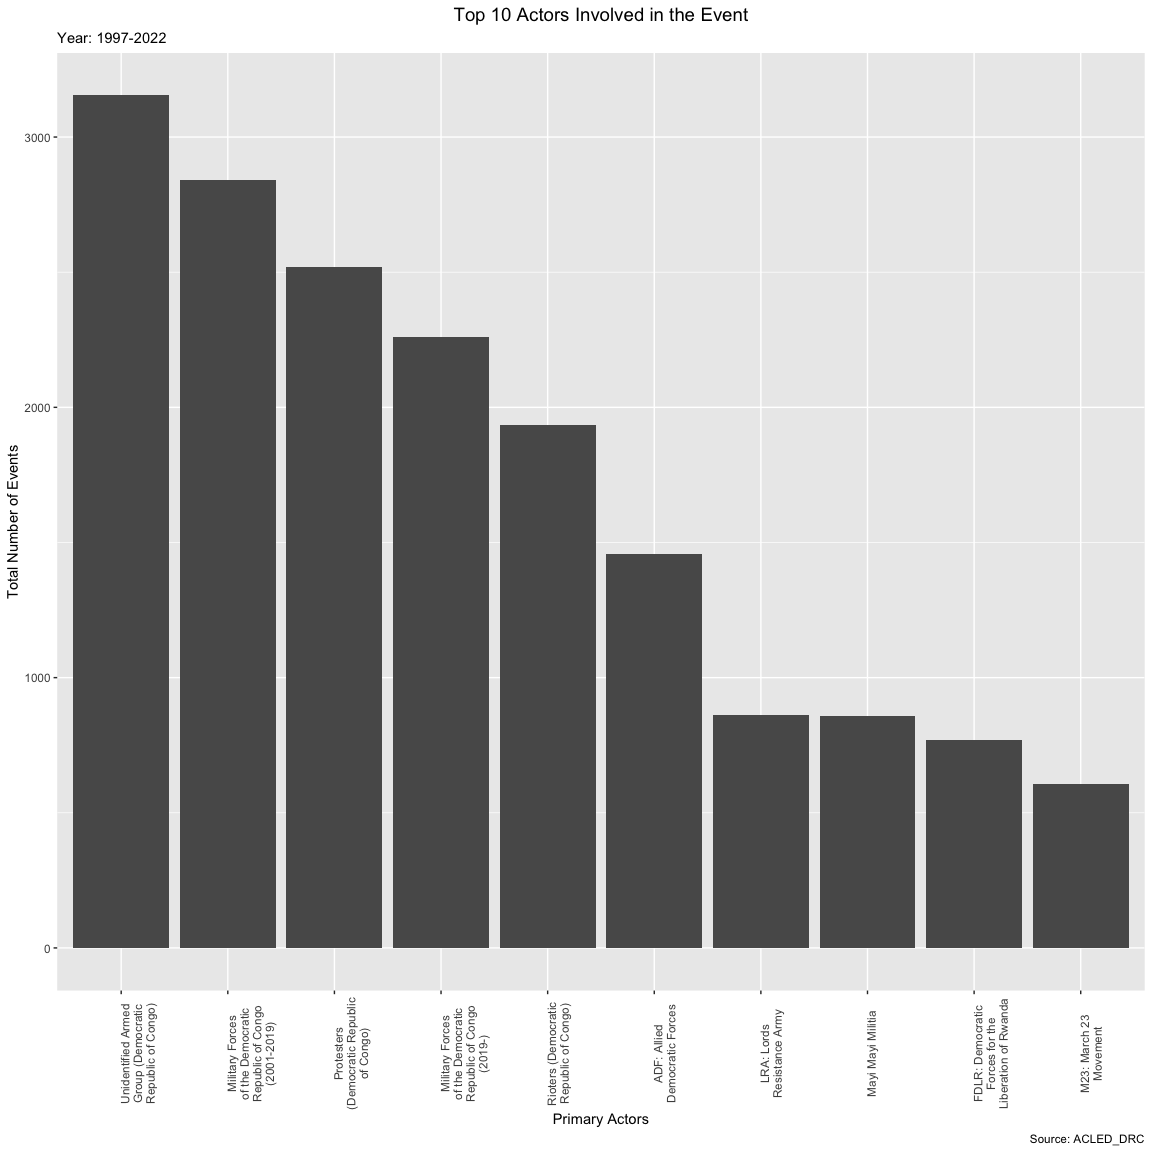 Top 10 Actors Involved in the Event
Year: 1997-2022
Total Number of Events
3000
2000
1000
0
Unidentified Armed
Group (Democratic
Republic of Congo)
Military Forces
of the Democratic
Republic of Congo
(2001-2019)
Protesters
(Democratic Republic
of Congo)
Military Forces
of the Democratic
Republic of Congo
(2019-)
Rioters (Democratic
Republic of Congo)
ADF: Allied
Democratic Forces
LRA: Lords
Resistance Army
Mayi Mayi Militia
FDLR: Democratic
Forces for the
Liberation of Rwanda
M23: March 23
Movement
Primary Actors
Source: ACLED_DRC